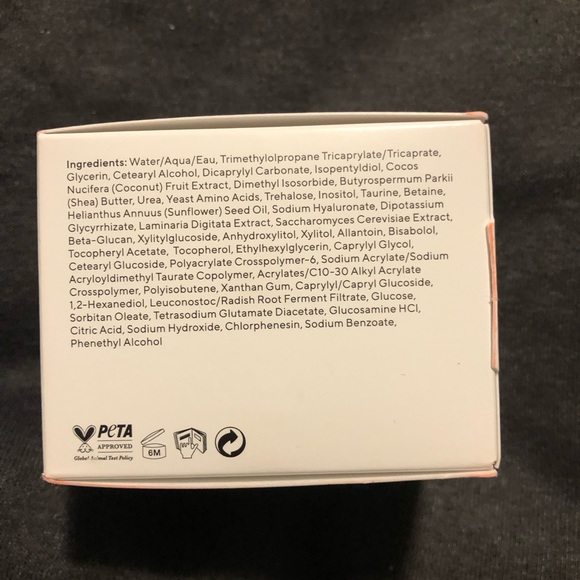 Ingredients: Water/Aqua/Eau, Trimethylolpropane Tricaprylate/Tricaprate,
Glycerin, Cetearyl Alcohol, Dicaprylyl Carbonate, Isopentyldiol, Cocos
Nucifera (Coconut) Fruit Extract, Dimethyl Isosorbide, Butyrospermum Parkii
(Shea) Butter, Urea, Yeast Amino Acids, Trehalose, Inositol, Taurine, Betaine,
Helianthus Annuus (Sunflower) Seed Oil, Sodium Hyaluronate, Dipotassium
Glycyrrhizate, Laminaria Digitata Extract, Saccharomyces Cerevisiae Extract,
Beta-Glucan, Xylitylglucoside, Anhydroxylitol, Xylitol, Allantoin, Bisabolol,
Tocopheryl Acetate, Tocopherol, Ethylhexylglycerin, Caprylyl Glycol,
Cetearyl Glucoside, Polyacrylate Crosspolymer-6, Sodium Acrylate/Sodium
Acryloyldimethyl Taurate Copolymer, Acrylates/C10-30 Alkyl Acrylate
Crosspolymer, Polyisobutene, Xanthan Gum, Caprylyl/Capryl Glucoside,
1,2-Hexanediol, Leuconostoc/Radish Root Ferment Filtrate, Glucose,
Sorbitan Oleate, Tetrasodium Glutamate Diacetate, Glucosamine HCl,
Citric Acid, Sodium Hydroxide, Chlorphenesin, Sodium Benzoate,
Phenethyl Alcohol
PeTA
APPROVED
Global Animal Test Policy
6M